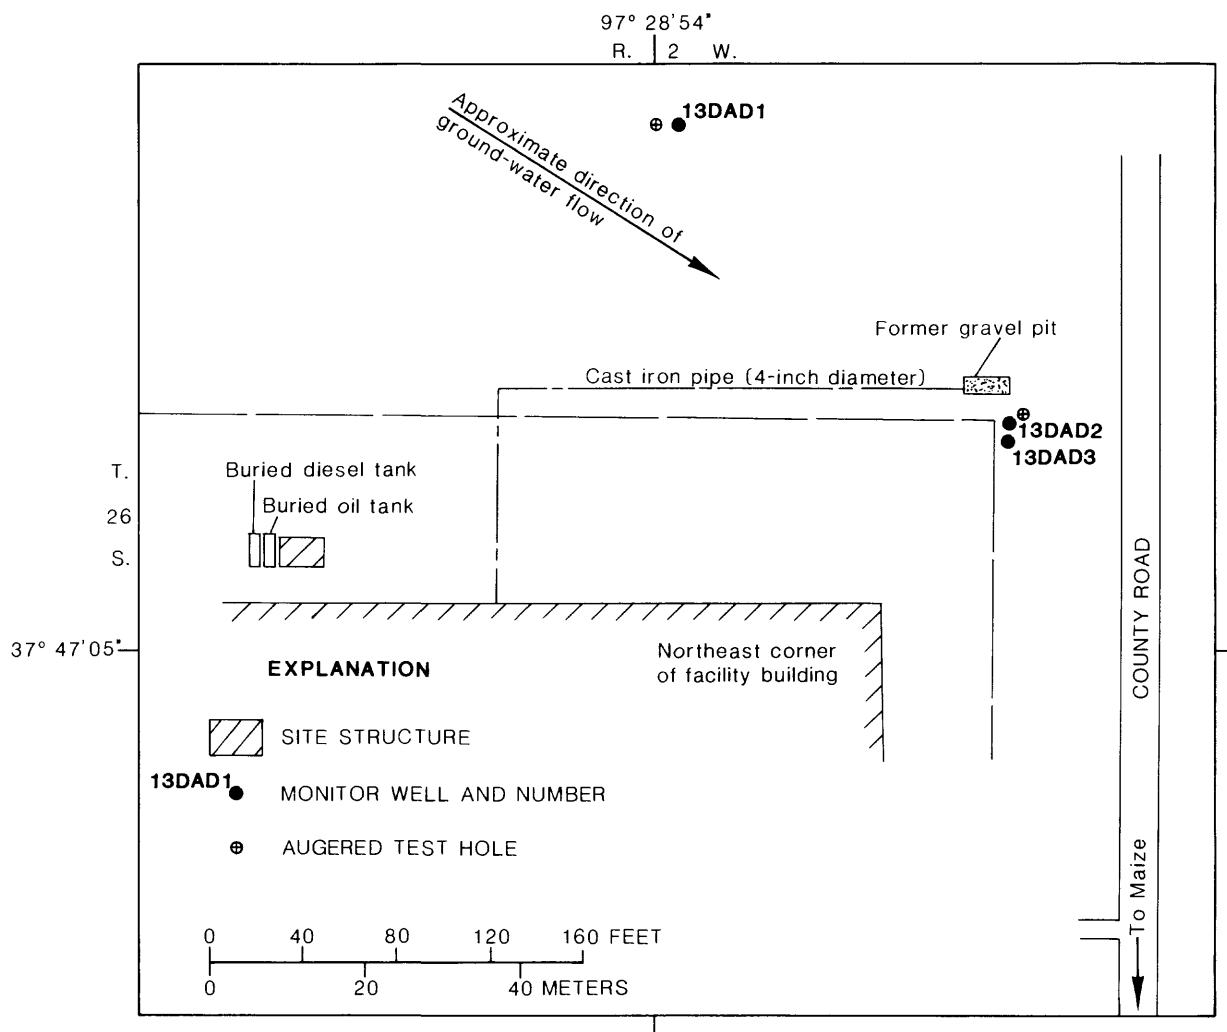 97° 28'54"
R. 2 W.
13DAD1
Approximate direction of
ground-water flow
Former gravel pit
Cast iron pipe (4-inch diameter)
13DAD2
13DAD3
T.
26
S.
Buried diesel tank
Buried oil tank
37° 47'05"
Northeast corner
of facility building
COUNTY ROAD
To Maize
EXPLANATION
SITE STRUCTURE
13DAD1
MONITOR WELL AND NUMBER
AUGERED TEST HOLE
0 40 80 120 160 FEET
0 20 40 METERS